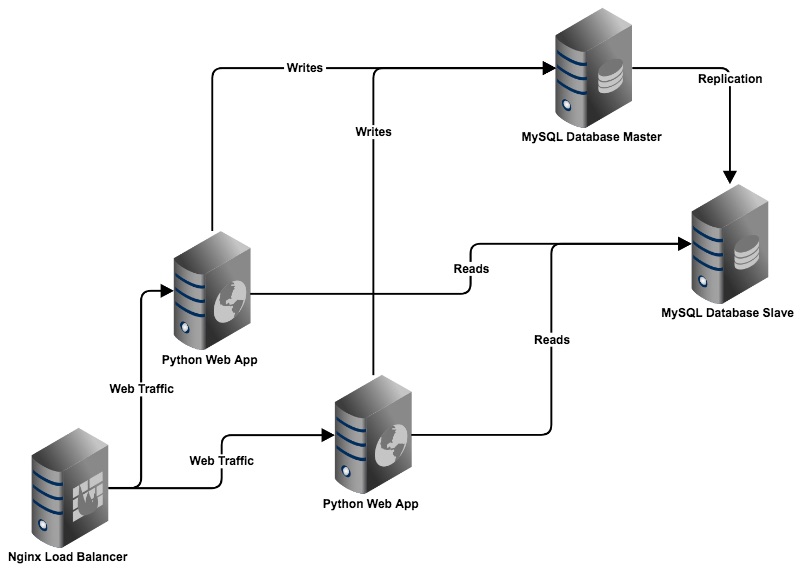 Writes
Replication
Writes
MySQL Database Master
Reads
MySQL Database Slave
Reads
Python Web App
Web Traffic
Web Traffic
Python Web App
Nginx Load Balancer